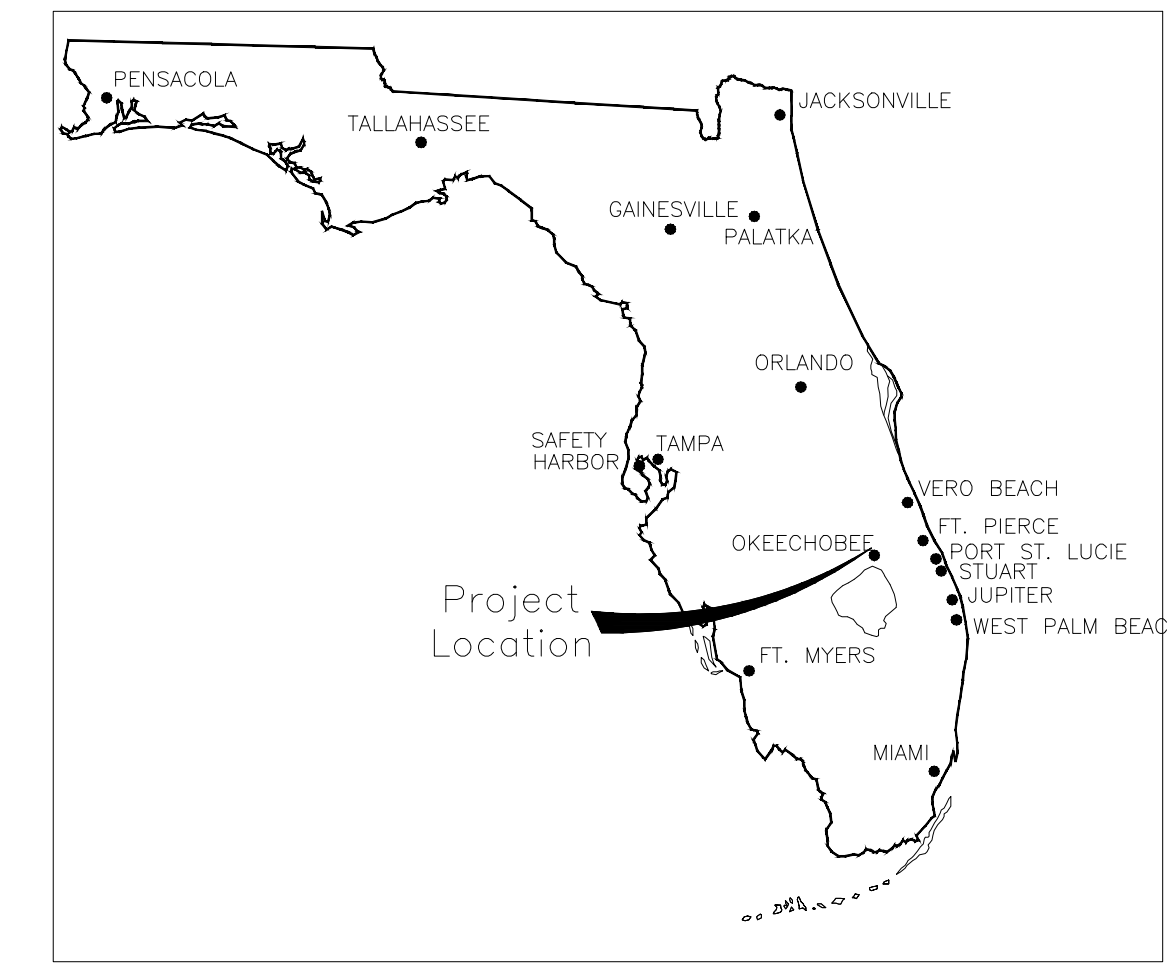 PENSACOLA
JACKSONVILLE
TALLAHASSEE
GAINESVILLE
PALATKA
ORLANDO
SAFETY
HARBOR
TAMPA
VERO BEACH
FT. PIERCE
OKEECHOBEE
PORT ST. LUCIE
STUART
JUPITER
Project
Location
WEST PALM BEAC
FT. MYERS
MIAMI